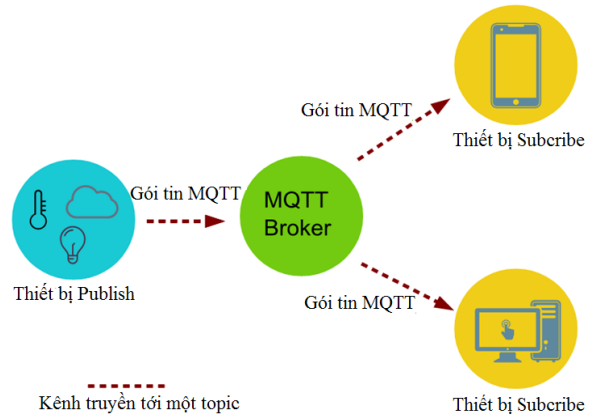 Gói tin MQTT
Thiết bị Subcribe
Gói tin MQTT
MQTT
Broker
Thiết bị Publish
Gói tin MQTT
Kênh truyền tới một topic
Thiết bị Subcribe